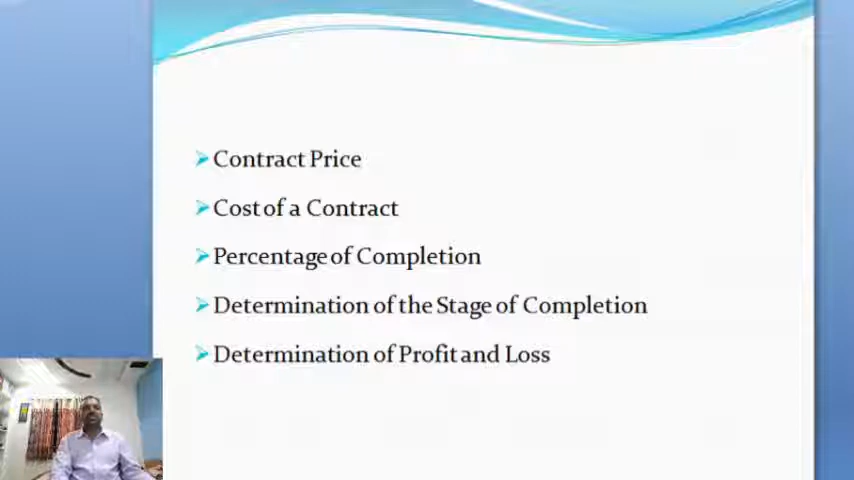 Contract Price
Cost of a Contract
Percentage of Completion
Determination of the Stage of Completion
Determination of Profit and Loss